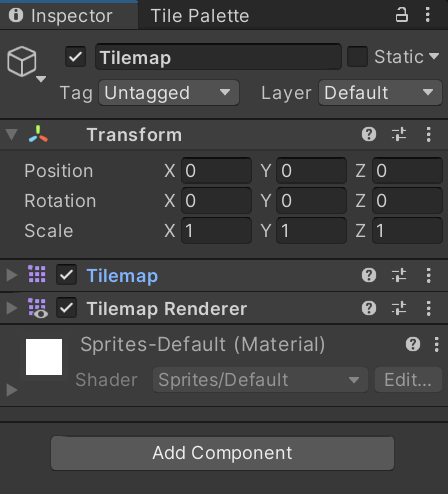 Inspector Tile Palette
Tilemap Static
Tag Untagged Layer Default
Transform
Position X 0 Y 0 Z 0
Rotation X 0 Y 0 Z 0
Scale X 1 Y 1 Z 1
Tilemap
Tilemap Renderer
Sprites-Default (Material)
Shader Sprites/Default Edit...
Add Component